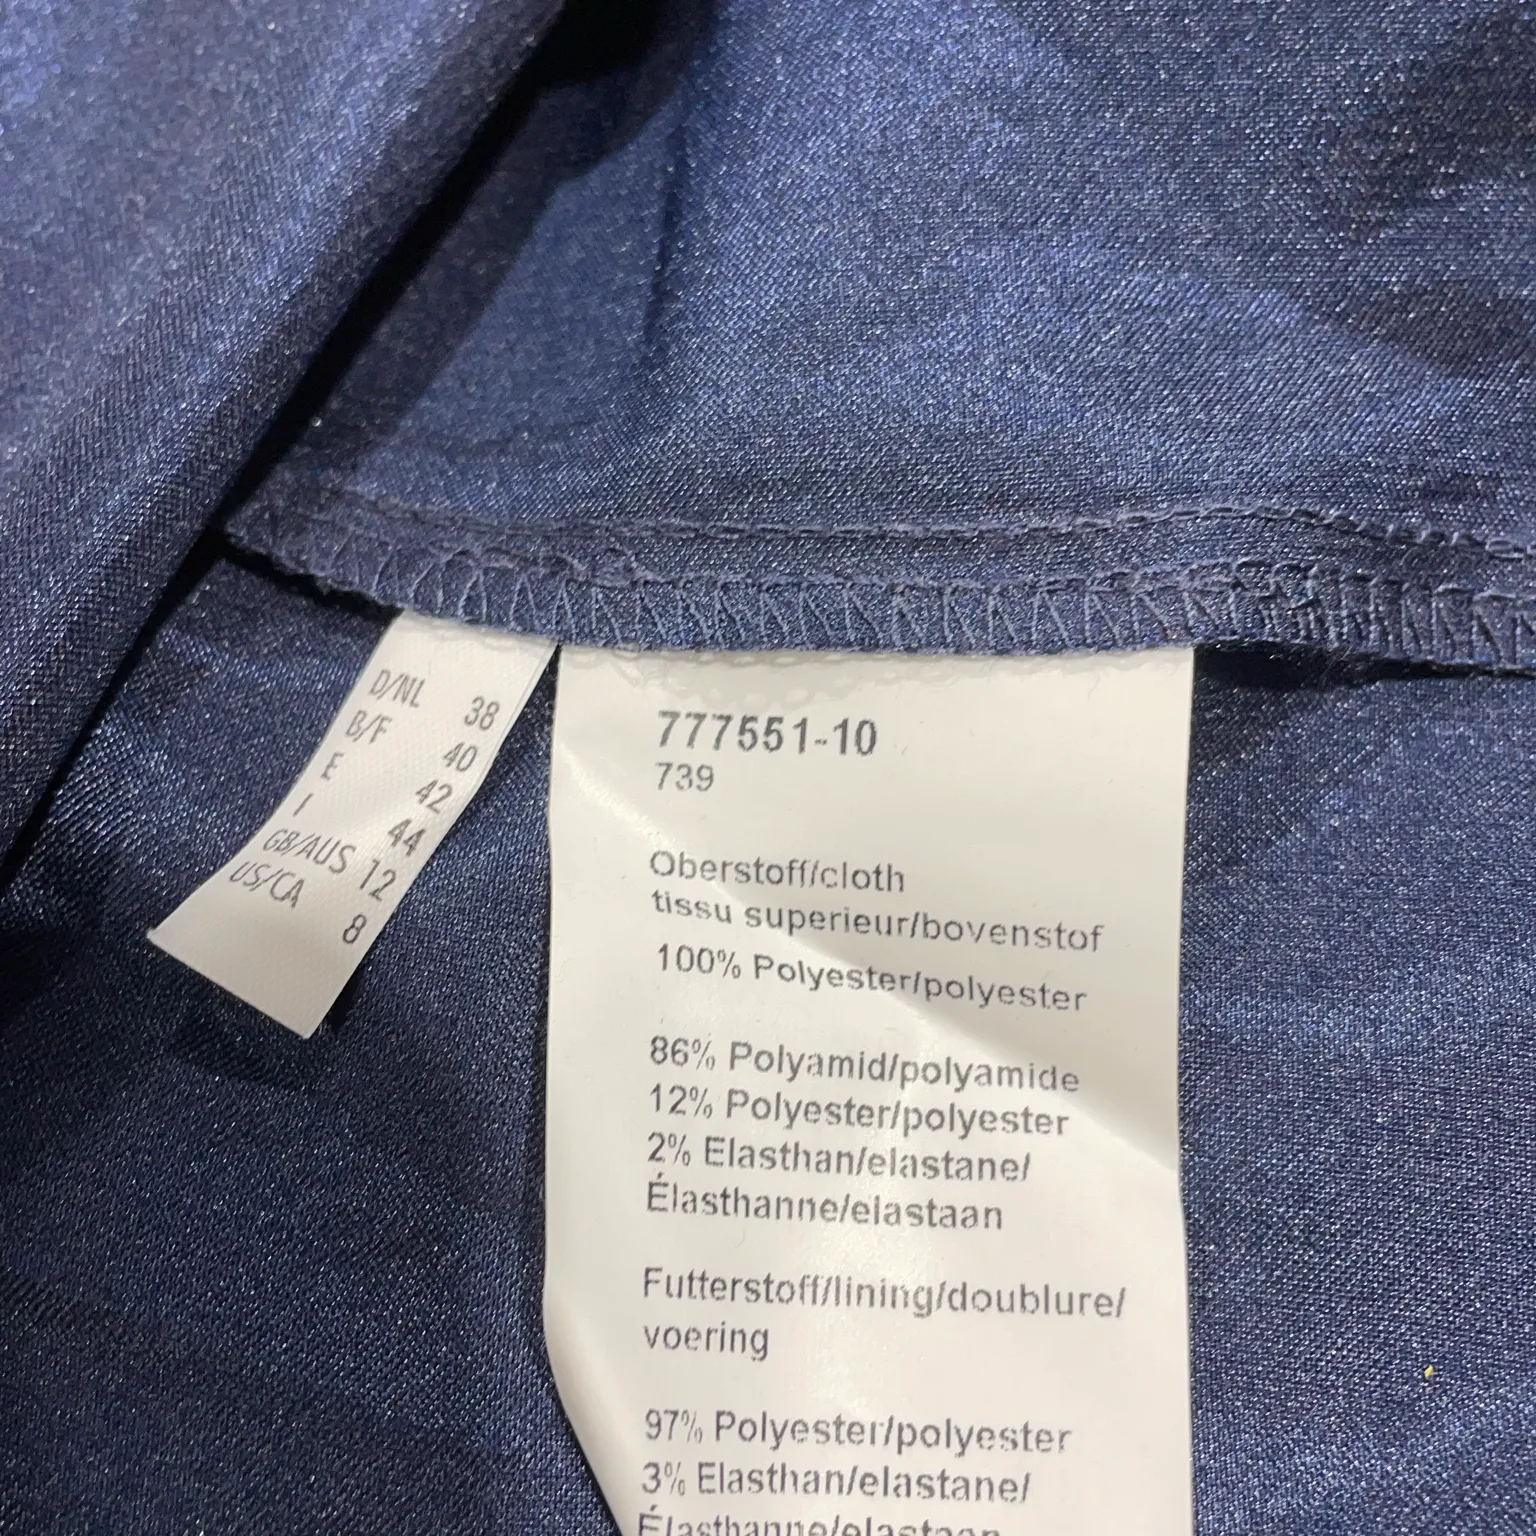 D/NL 38
B/F 40
E 42
I 44
GB/AUS 12
US/CA 8
777551-10
739
Oberstoff/cloth
tissu superieur/bovenstof
100% Polyester/polyester
86% Polyamid/polyamide
12% Polyester/polyester
2% Elasthan/elastane/
Élasthanne/elastaan
Futterstoff/lining/doublure/
voering
97% Polyester/polyester
3% Elasthan/elastane/
Élasthanne/elastaan